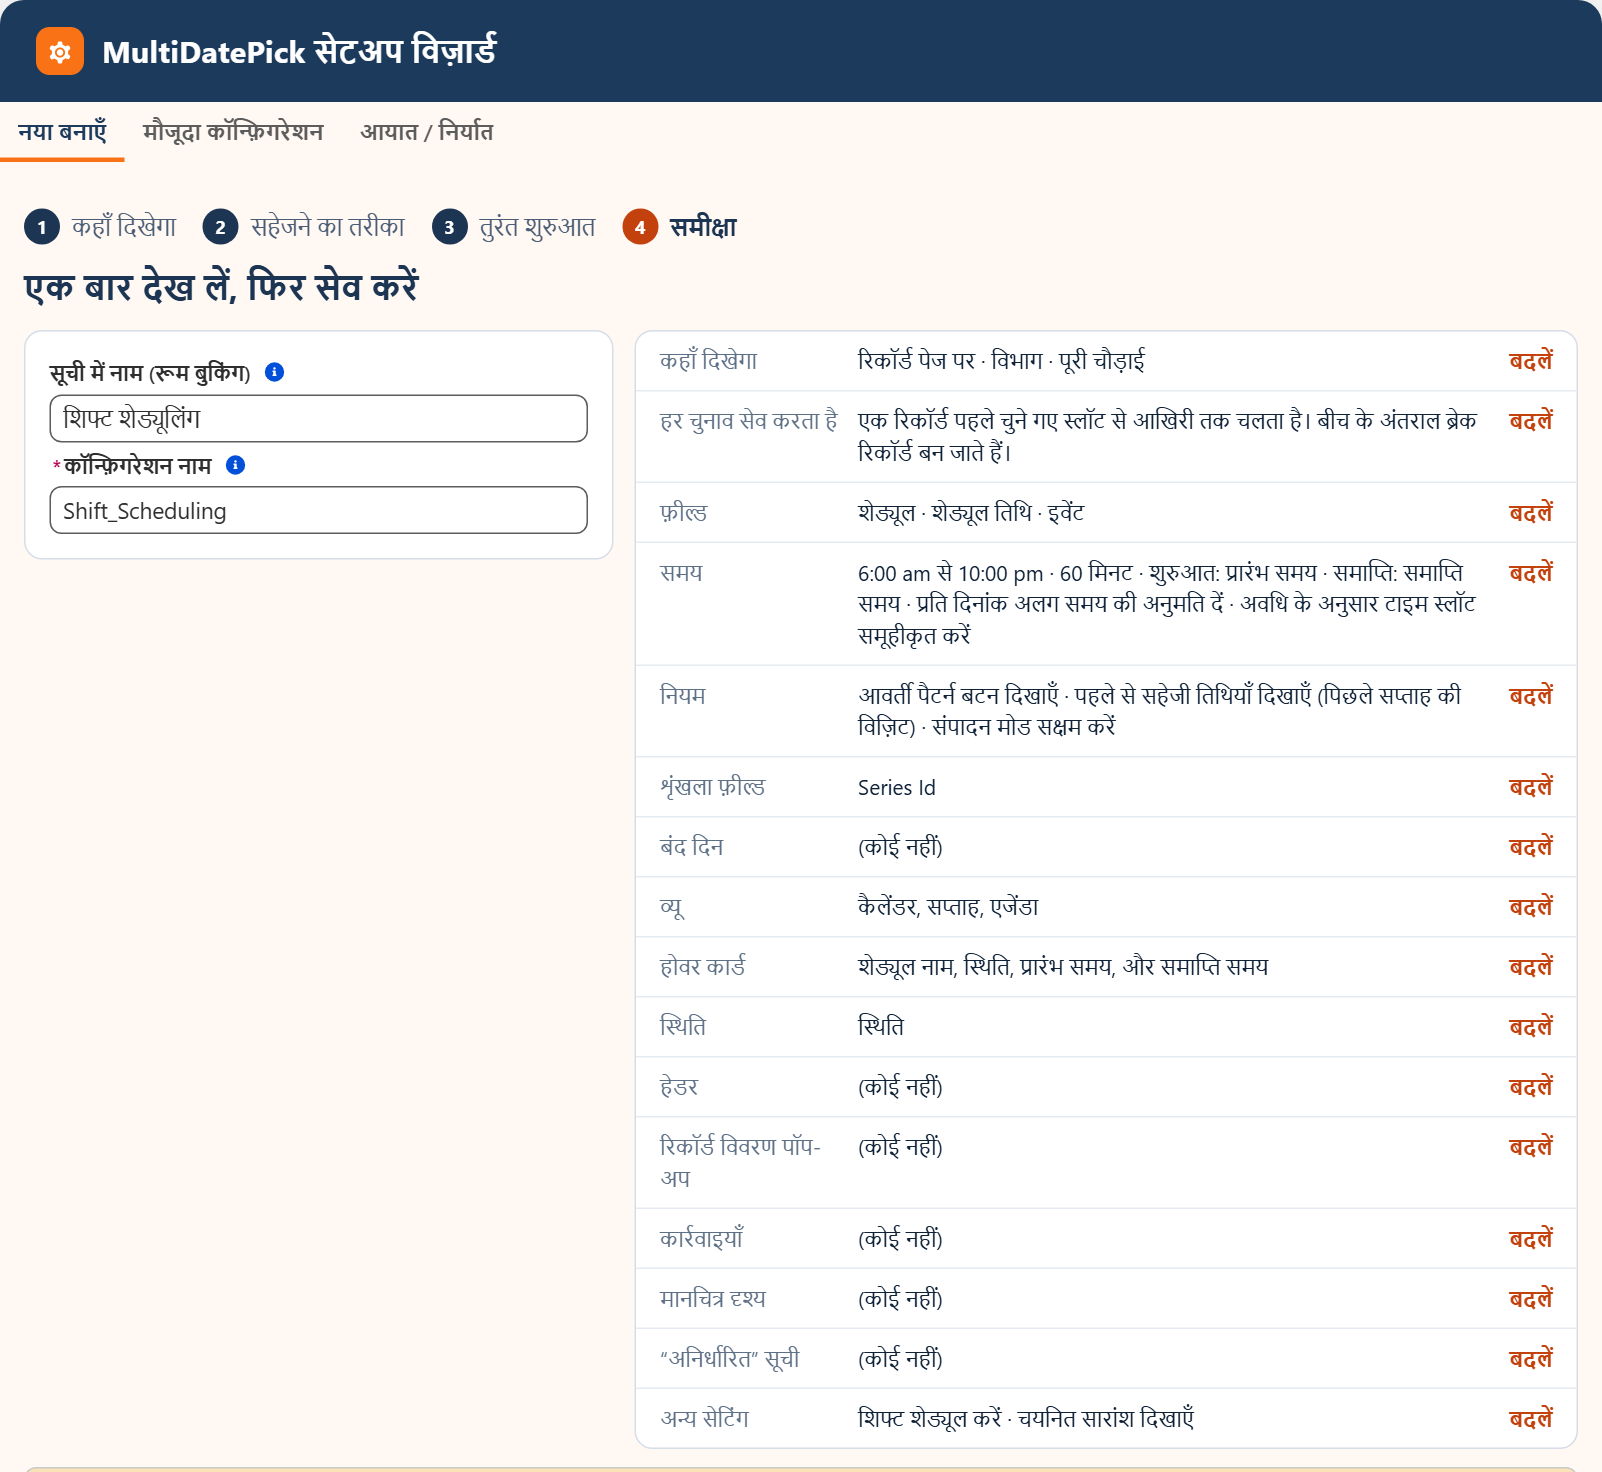 MultiDatePick सेटअप विज़ार्ड
नया बनाएँ मौजूदा कॉन्फ़िगरेशन आयात / निर्यात
1 कहाँ दिखेगा 2 सहेजने का तरीका 3 तुरंत शुरुआत 4 समीक्षा
एक बार देख लें, फिर सेव करें
सूची में नाम (रूम बुकिंग)
शिफ्ट शेड्यूलिंग
*कॉन्फ़िगरेशन नाम
Shift_Scheduling
कहाँ दिखेगा रिकॉर्ड पेज पर · विभाग · पूरी चौड़ाई बदलें
हर चुनाव सेव करता है एक रिकॉर्ड पहले चुने गए स्लॉट से आखिरी तक चलता है। बीच के अंतराल ब्रेक बदलें
रिकॉर्ड बन जाते हैं।
फ़ील्ड शेड्यूल · शेड्यूल तिथि · इवेंट बदलें
समय 6:00 am से 10:00 pm · 60 मिनट · शुरुआत: प्रारंभ समय · समाप्ति: समाप्ति बदलें
समय · प्रति दिनांक अलग समय की अनुमति दें · अवधि के अनुसार टाइम स्लॉट
समूहीकृत करें
नियम आवर्ती पैटर्न बटन दिखाएँ · पहले से सहेजी तिथियाँ दिखाएँ (पिछले सप्ताह की बदलें
विज़िट) · संपादन मोड सक्षम करें
शृंखला फ़ील्ड Series Id बदलें
बंद दिन (कोई नहीं) बदलें
व्यू कैलेंडर, सप्ताह, एजेंडा बदलें
होवर कार्ड शेड्यूल नाम, स्थिति, प्रारंभ समय, और समाप्ति समय बदलें
स्थिति स्थिति बदलें
हेडर (कोई नहीं) बदलें
रिकॉर्ड विवरण पॉप- (कोई नहीं) बदलें
अप
कार्रवाइयाँ (कोई नहीं) बदलें
मानचित्र दृश्य (कोई नहीं) बदलें
“अनिर्धारित” सूची (कोई नहीं) बदलें
अन्य सेटिंग शिफ्ट शेड्यूल करें · चयनित सारांश दिखाएँ बदलें